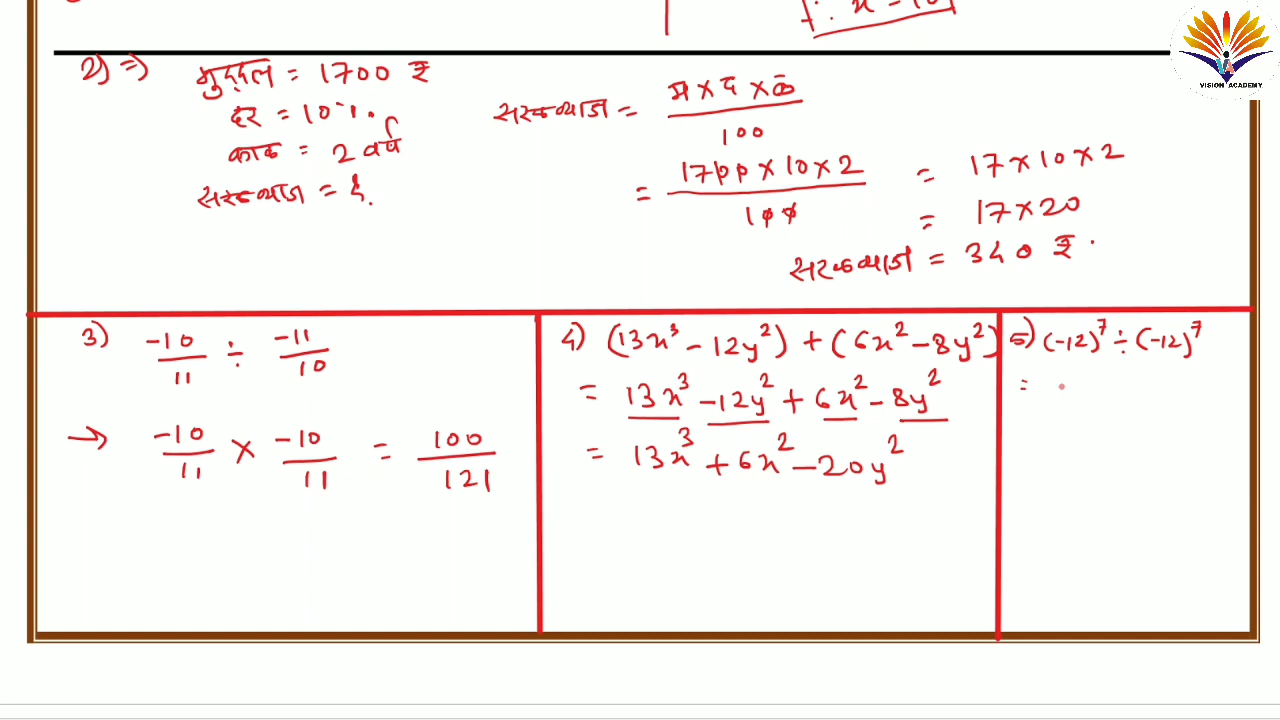 ∴ x = 10
VISION ACADEMY
2) ⇒) मुद्दल = 1700 ₹
दर = 10%
काळ = 2 वर्ष
सरळव्याज = ?
सरळव्याज = म × द × क / 100
= 1700 × 10 × 2 / 100 = 17 × 10 × 2
= 17 × 20
सरळव्याज = 340 ₹.
3) -10/11 ÷ -11/10
→ -10/11 × -10/11 = 100/121
4) (13x³ - 12y²) + (6x² - 8y²)
= 13x³ - 12y² + 6x² - 8y²
= 13x³ + 6x² - 20y²
5) (-12)⁷ ÷ (-12)⁷
=